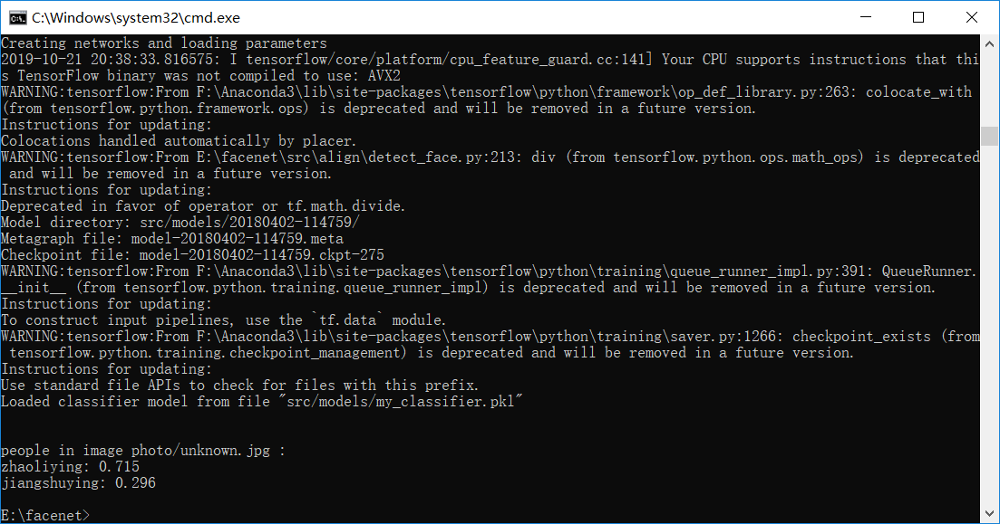 C:\Windows\system32\cmd.exe
Creating networks and loading parameters
2019-10-21 20:38:33.816575: I tensorflow/core/platform/cpu_feature_guard.cc:141] Your CPU supports instructions that thi
s TensorFlow binary was not compiled to use: AVX2
WARNING:tensorflow:From F:\Anaconda3\lib\site-packages\tensorflow\python\framework\op_def_library.py:263: colocate_with
(from tensorflow.python.framework.ops) is deprecated and will be removed in a future version.
Instructions for updating:
Colocations handled automatically by placer.
WARNING:tensorflow:From E:\facenet\src\align\detect_face.py:213: div (from tensorflow.python.ops.math_ops) is deprecated
 and will be removed in a future version.
Instructions for updating:
Deprecated in favor of operator or tf.math.divide.
Model directory: src/models/20180402-114759/
Metagraph file: model-20180402-114759.meta
Checkpoint file: model-20180402-114759.ckpt-275
WARNING:tensorflow:From F:\Anaconda3\lib\site-packages\tensorflow\python\training\queue_runner_impl.py:391: QueueRunner.
__init__ (from tensorflow.python.training.queue_runner_impl) is deprecated and will be removed in a future version.
Instructions for updating:
To construct input pipelines, use the `tf.data` module.
WARNING:tensorflow:From F:\Anaconda3\lib\site-packages\tensorflow\python\training\saver.py:1266: checkpoint_exists (from
 tensorflow.python.training.checkpoint_management) is deprecated and will be removed in a future version.
Instructions for updating:
Use standard file APIs to check for files with this prefix.
Loaded classifier model from file "src/models/my_classifier.pkl"
people in image photo/unknown.jpg :
zhaoliying: 0.715
jiangshuying: 0.296
E:\facenet>